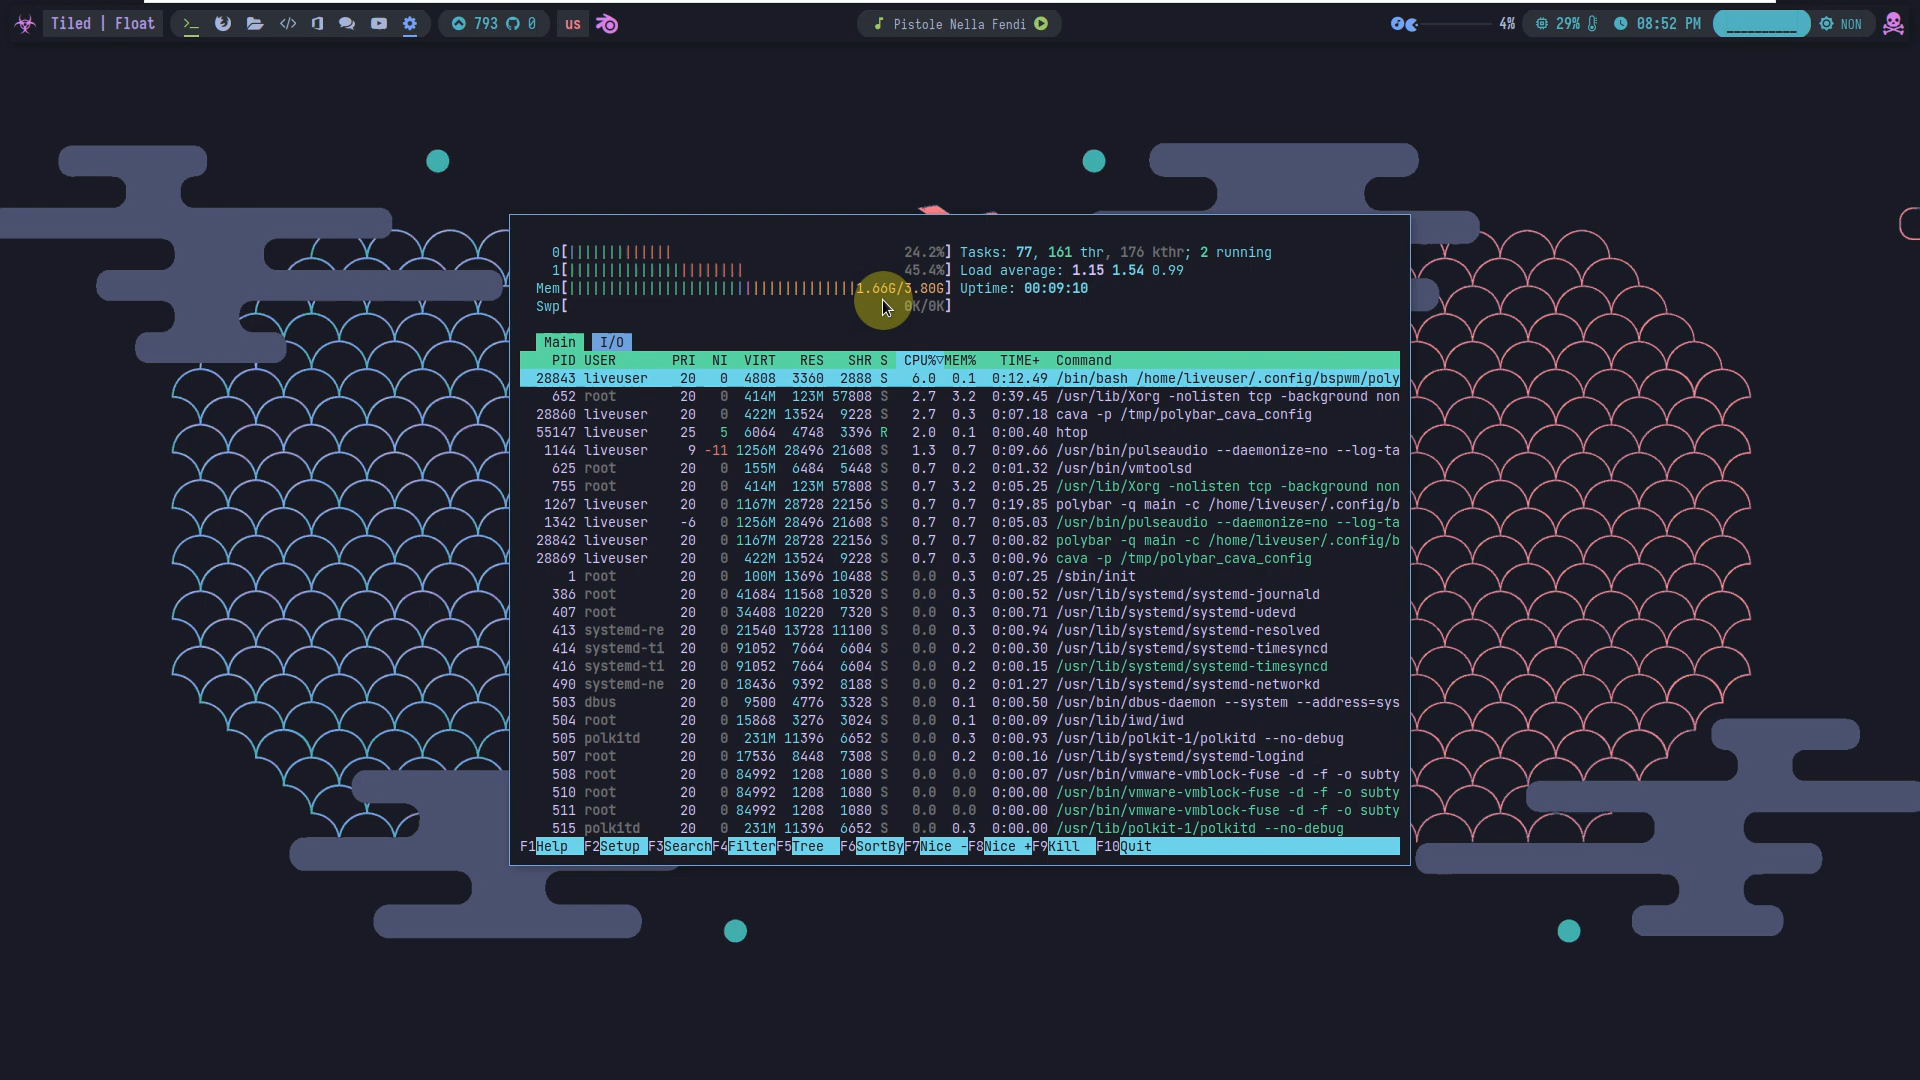 Tiled | Float
793
0
us
Pistole Nella Fendi
4%
29%
08:52 PM
NON
0[||||||||||||| 24.2%] Tasks: 77, 161 thr, 176 kthr; 2 running
1[|||||||||||||||||||||| 45.4%] Load average: 1.15 1.54 0.99
Mem[||||||||||||||||||||||||||||||||||||1.66G/3.80G] Uptime: 00:09:10
Swp[ 0K/0K]
Main I/O
PID USER PRI NI VIRT RES SHR S CPU%▽MEM% TIME+ Command
28843 liveuser 20 0 4808 3360 2888 S 6.0 0.1 0:12.49 /bin/bash /home/liveuser/.config/bspwm/poly
652 root 20 0 414M 123M 57808 S 2.7 3.2 0:39.45 /usr/lib/Xorg -nolisten tcp -background non
28860 liveuser 20 0 422M 13524 9228 S 2.7 0.3 0:07.18 cava -p /tmp/polybar_cava_config
55147 liveuser 25 5 6064 4748 3396 R 2.0 0.1 0:00.40 htop
1144 liveuser 9 -11 1256M 28496 21608 S 1.3 0.7 0:09.66 /usr/bin/pulseaudio --daemonize=no --log-ta
625 root 20 0 155M 6484 5448 S 0.7 0.2 0:01.32 /usr/bin/vmtoolsd
755 root 20 0 414M 123M 57808 S 0.7 3.2 0:05.25 /usr/lib/Xorg -nolisten tcp -background non
1267 liveuser 20 0 1167M 28728 22156 S 0.7 0.7 0:19.85 polybar -q main -c /home/liveuser/.config/b
1342 liveuser -6 0 1256M 28496 21608 S 0.7 0.7 0:05.03 /usr/bin/pulseaudio --daemonize=no --log-ta
28842 liveuser 20 0 1167M 28728 22156 S 0.7 0.7 0:00.82 polybar -q main -c /home/liveuser/.config/b
28869 liveuser 20 0 422M 13524 9228 S 0.7 0.3 0:00.96 cava -p /tmp/polybar_cava_config
1 root 20 0 100M 13696 10488 S 0.0 0.3 0:07.25 /sbin/init
386 root 20 0 41684 11568 10320 S 0.0 0.3 0:00.52 /usr/lib/systemd/systemd-journald
407 root 20 0 34408 10220 7320 S 0.0 0.3 0:00.71 /usr/lib/systemd/systemd-udevd
413 systemd-re 20 0 21540 13728 11100 S 0.0 0.3 0:00.94 /usr/lib/systemd/systemd-resolved
414 systemd-ti 20 0 91052 7664 6604 S 0.0 0.2 0:00.30 /usr/lib/systemd/systemd-timesyncd
416 systemd-ti 20 0 91052 7664 6604 S 0.0 0.2 0:00.15 /usr/lib/systemd/systemd-timesyncd
490 systemd-ne 20 0 18436 9392 8188 S 0.0 0.2 0:01.27 /usr/lib/systemd/systemd-networkd
503 dbus 20 0 9500 4776 3328 S 0.0 0.1 0:00.50 /usr/bin/dbus-daemon --system --address=sys
504 root 20 0 15868 3276 3024 S 0.0 0.1 0:00.09 /usr/lib/iwd/iwd
505 polkitd 20 0 231M 11396 6652 S 0.0 0.3 0:00.93 /usr/lib/polkit-1/polkitd --no-debug
507 root 20 0 17536 8448 7308 S 0.0 0.2 0:00.16 /usr/lib/systemd/systemd-logind
508 root 20 0 84992 1208 1080 S 0.0 0.0 0:00.07 /usr/bin/vmware-vmblock-fuse -d -f -o subty
510 root 20 0 84992 1208 1080 S 0.0 0.0 0:00.00 /usr/bin/vmware-vmblock-fuse -d -f -o subty
511 root 20 0 84992 1208 1080 S 0.0 0.0 0:00.00 /usr/bin/vmware-vmblock-fuse -d -f -o subty
515 polkitd 20 0 231M 11396 6652 S 0.0 0.3 0:00.00 /usr/lib/polkit-1/polkitd --no-debug
F1Help F2Setup F3SearchF4FilterF5Tree F6SortByF7Nice -F8Nice +F9Kill F10Quit